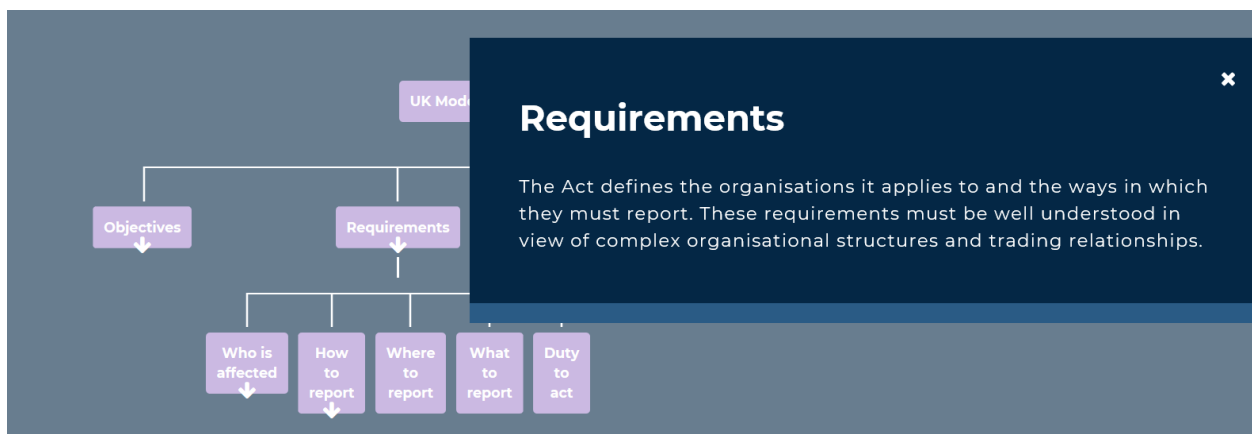 UK Mode
Requirements
The Act defines the organisations it applies to and the ways in which
they must report. These requirements must be well understood in
view of complex organisational structures and trading relationships.
Objectives
Requirements
Who is
affected
How
to
report
Where
to
report
What
to
report
Duty
to
act